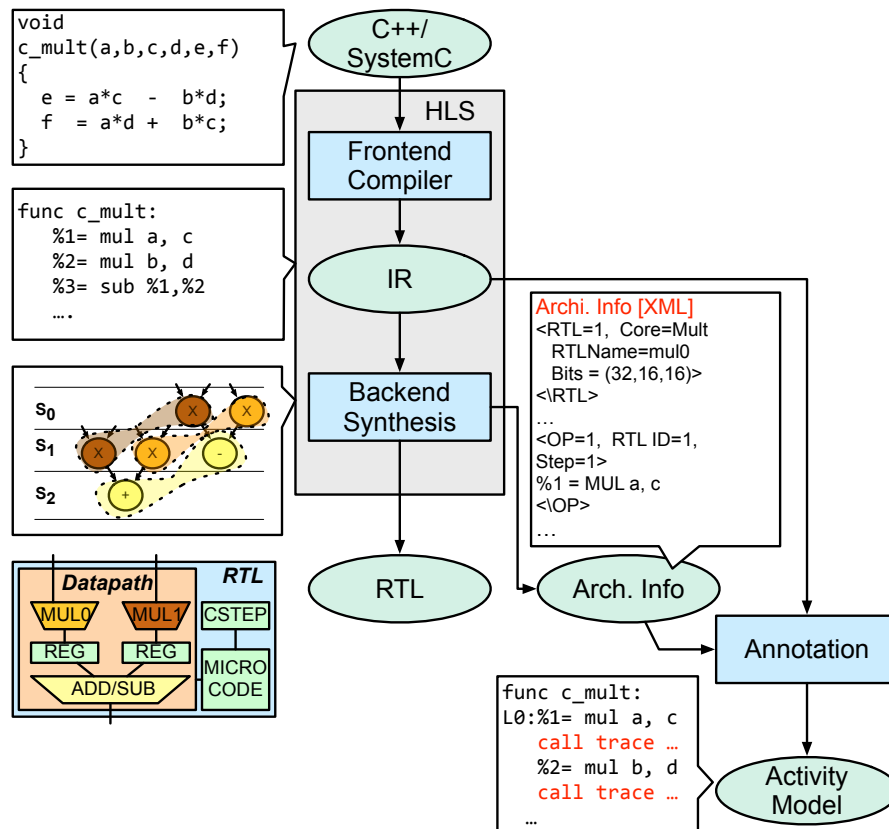 void
c_mult(a,b,c,d,e,f)
{
e = a*c - b*d;
f = a*d + b*c;
}
C++/
SystemC
HLS
Frontend
Compiler
func c_mult:
%1= mul a, c
%2= mul b, d
%3= sub %1,%2
….
IR
Archi. Info [XML]
<RTL=1, Core=Mult
RTLName=mul0
Bits = (32,16,16)>
<\RTL>
…
<OP=1, RTL ID=1,
Step=1>
%1 = MUL a, c
<\OP>
…
Backend
Synthesis
S0
X
X
S1
X
X
-
S2
+
RTL
Arch. Info
Datapath
RTL
MUL0
MUL1
CSTEP
REG
REG
MICRO
CODE
ADD/SUB
Annotation
func c_mult:
L0:%1= mul a, c
call trace …
%2= mul b, d
call trace …
…
Activity
Model